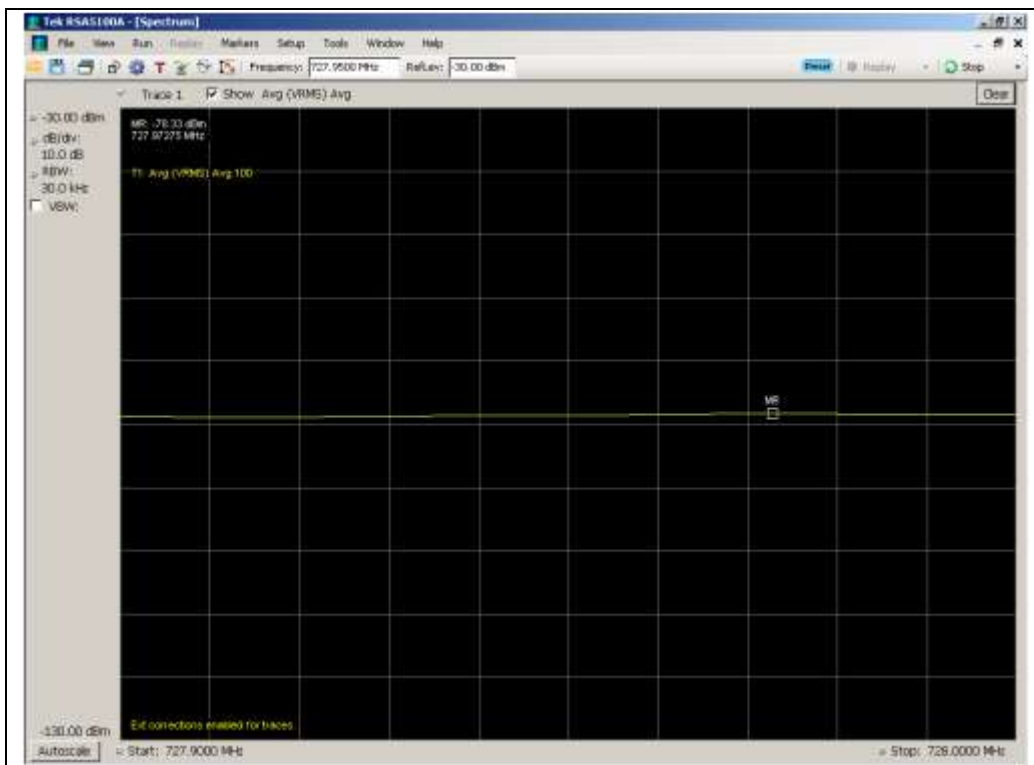 Tek RSA5100A - [Spectrum]
File View Run Replay Markers Setup Tools Window Help
Frequency: 727.9500 MHz RefLev: -30.00 dBm Preset Replay Stop
Trace 1 Show Avg (VRMS) Avg Clear
-30.00 dBm
dB/div:
10.0 dB
RBW:
30.0 kHz
VBW:
MR: -78.33 dBm
727.97275 MHz
T1 Avg (VRMS) Avg:100
MR
Ext corrections enabled for traces
-130.00 dBm
Autoscale Start: 727.9000 MHz Stop: 728.0000 MHz